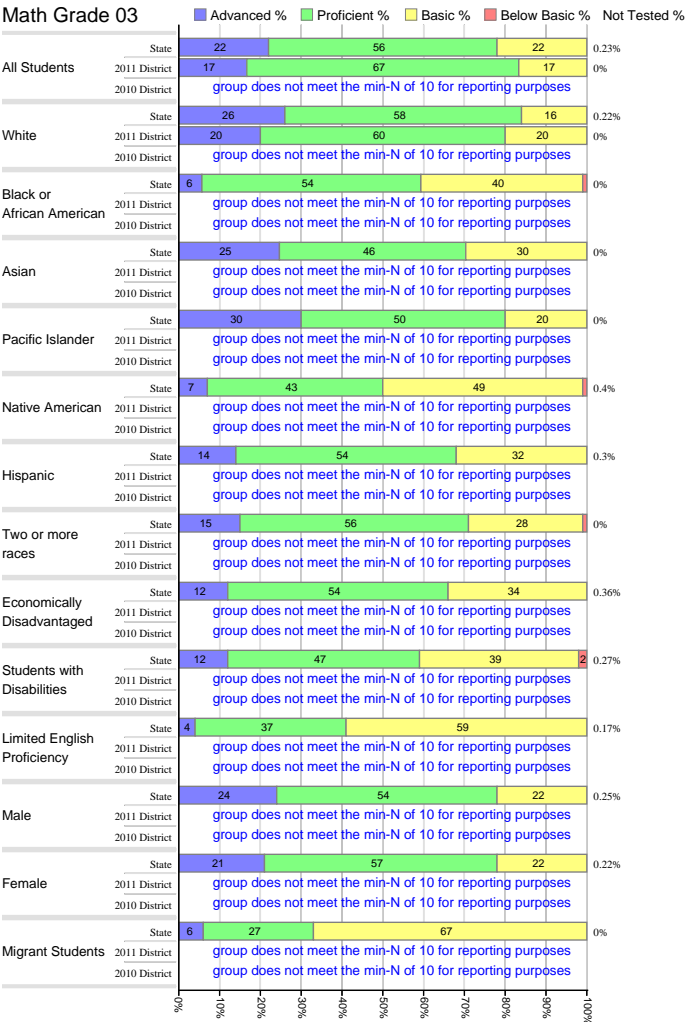 Math Grade 03 Advanced % Proficient % Basic % Below Basic % Not Tested %
All Students
State 22 56 22 0.23%
2011 District 17 67 17 0%
2010 District group does not meet the min-N of 10 for reporting purposes
White
State 26 58 16 0.22%
2011 District 20 60 20 0%
2010 District group does not meet the min-N of 10 for reporting purposes
Black or
African American
State 6 54 40 0%
2011 District group does not meet the min-N of 10 for reporting purposes
2010 District group does not meet the min-N of 10 for reporting purposes
Asian
State 25 46 30 0%
2011 District group does not meet the min-N of 10 for reporting purposes
2010 District group does not meet the min-N of 10 for reporting purposes
Pacific Islander
State 30 50 20 0%
2011 District group does not meet the min-N of 10 for reporting purposes
2010 District group does not meet the min-N of 10 for reporting purposes
Native American
State 7 43 49 0.4%
2011 District group does not meet the min-N of 10 for reporting purposes
2010 District group does not meet the min-N of 10 for reporting purposes
Hispanic
State 14 54 32 0.3%
2011 District group does not meet the min-N of 10 for reporting purposes
2010 District group does not meet the min-N of 10 for reporting purposes
Two or more
races
State 15 56 28 0%
2011 District group does not meet the min-N of 10 for reporting purposes
2010 District group does not meet the min-N of 10 for reporting purposes
Economically
Disadvantaged
State 12 54 34 0.36%
2011 District group does not meet the min-N of 10 for reporting purposes
2010 District group does not meet the min-N of 10 for reporting purposes
Students with
Disabilities
State 12 47 39 2 0.27%
2011 District group does not meet the min-N of 10 for reporting purposes
2010 District group does not meet the min-N of 10 for reporting purposes
Limited English
Proficiency
State 4 37 59 0.17%
2011 District group does not meet the min-N of 10 for reporting purposes
2010 District group does not meet the min-N of 10 for reporting purposes
Male
State 24 54 22 0.25%
2011 District group does not meet the min-N of 10 for reporting purposes
2010 District group does not meet the min-N of 10 for reporting purposes
Female
State 21 57 22 0.22%
2011 District group does not meet the min-N of 10 for reporting purposes
2010 District group does not meet the min-N of 10 for reporting purposes
Migrant Students
State 6 27 67 0%
2011 District group does not meet the min-N of 10 for reporting purposes
2010 District group does not meet the min-N of 10 for reporting purposes
0% 10% 20% 30% 40% 50% 60% 70% 80% 90% 100%